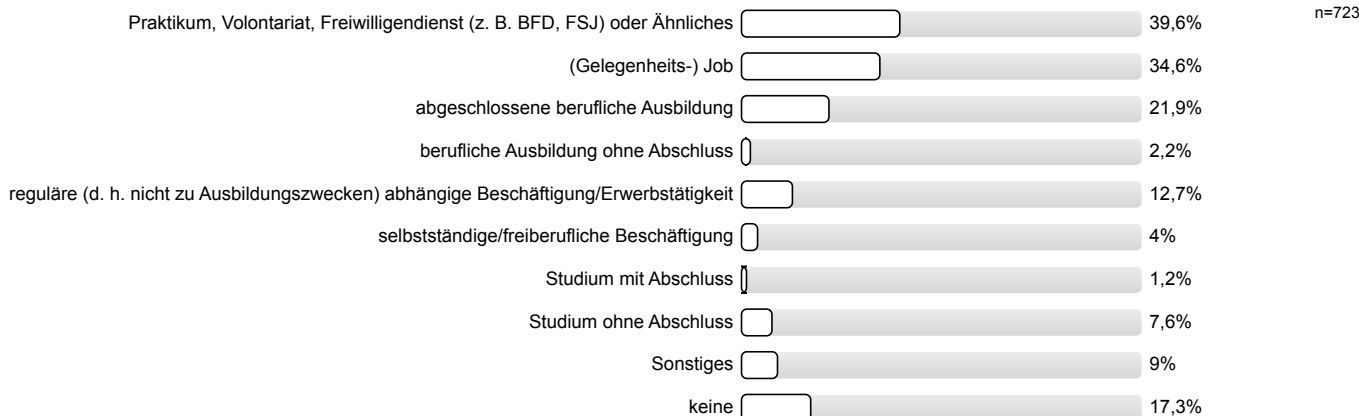 Praktikum, Volontariat, Freiwilligendienst (z. B. BFD, FSJ) oder Ähnliches 39,6% n=723
(Gelegenheits-) Job 34,6%
abgeschlossene berufliche Ausbildung 21,9%
berufliche Ausbildung ohne Abschluss 2,2%
reguläre (d. h. nicht zu Ausbildungszwecken) abhängige Beschäftigung/Erwerbstätigkeit 12,7%
selbstständige/freiberufliche Beschäftigung 4%
Studium mit Abschluss 1,2%
Studium ohne Abschluss 7,6%
Sonstiges 9%
keine 17,3%